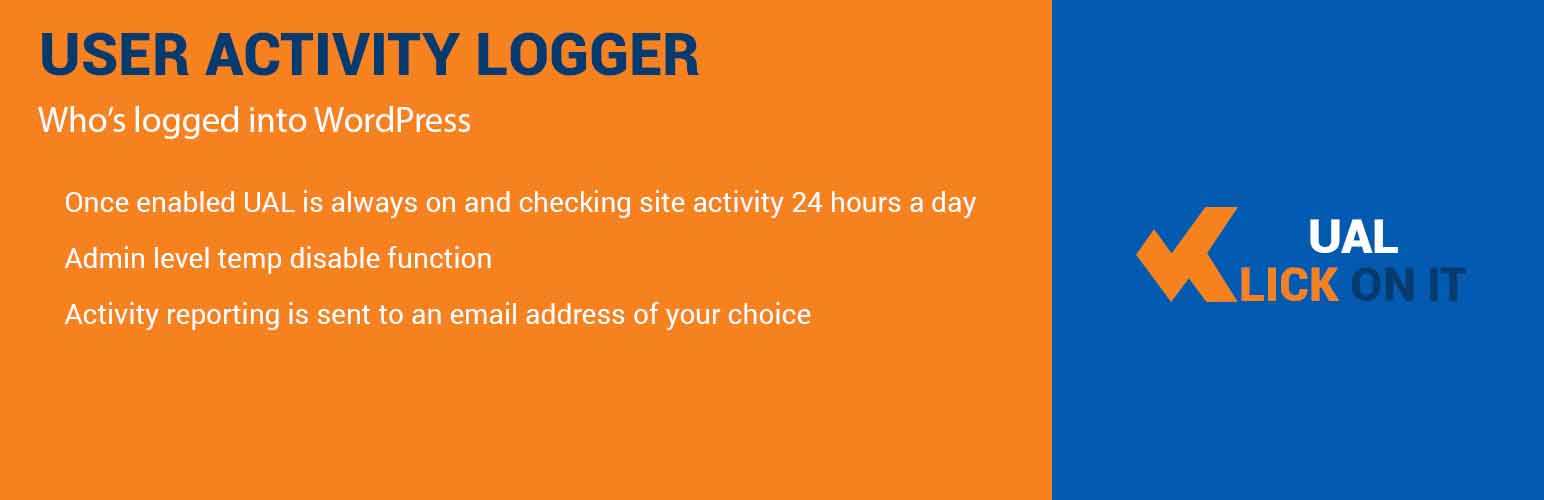 USER ACTIVITY LOGGER
Who's logged into WordPress
Once enabled UAL is always on and checking site activity 24 hours a day
Admin level temp disable function
Activity reporting is sent to an email address of your choice
UAL
KLICK ON IT